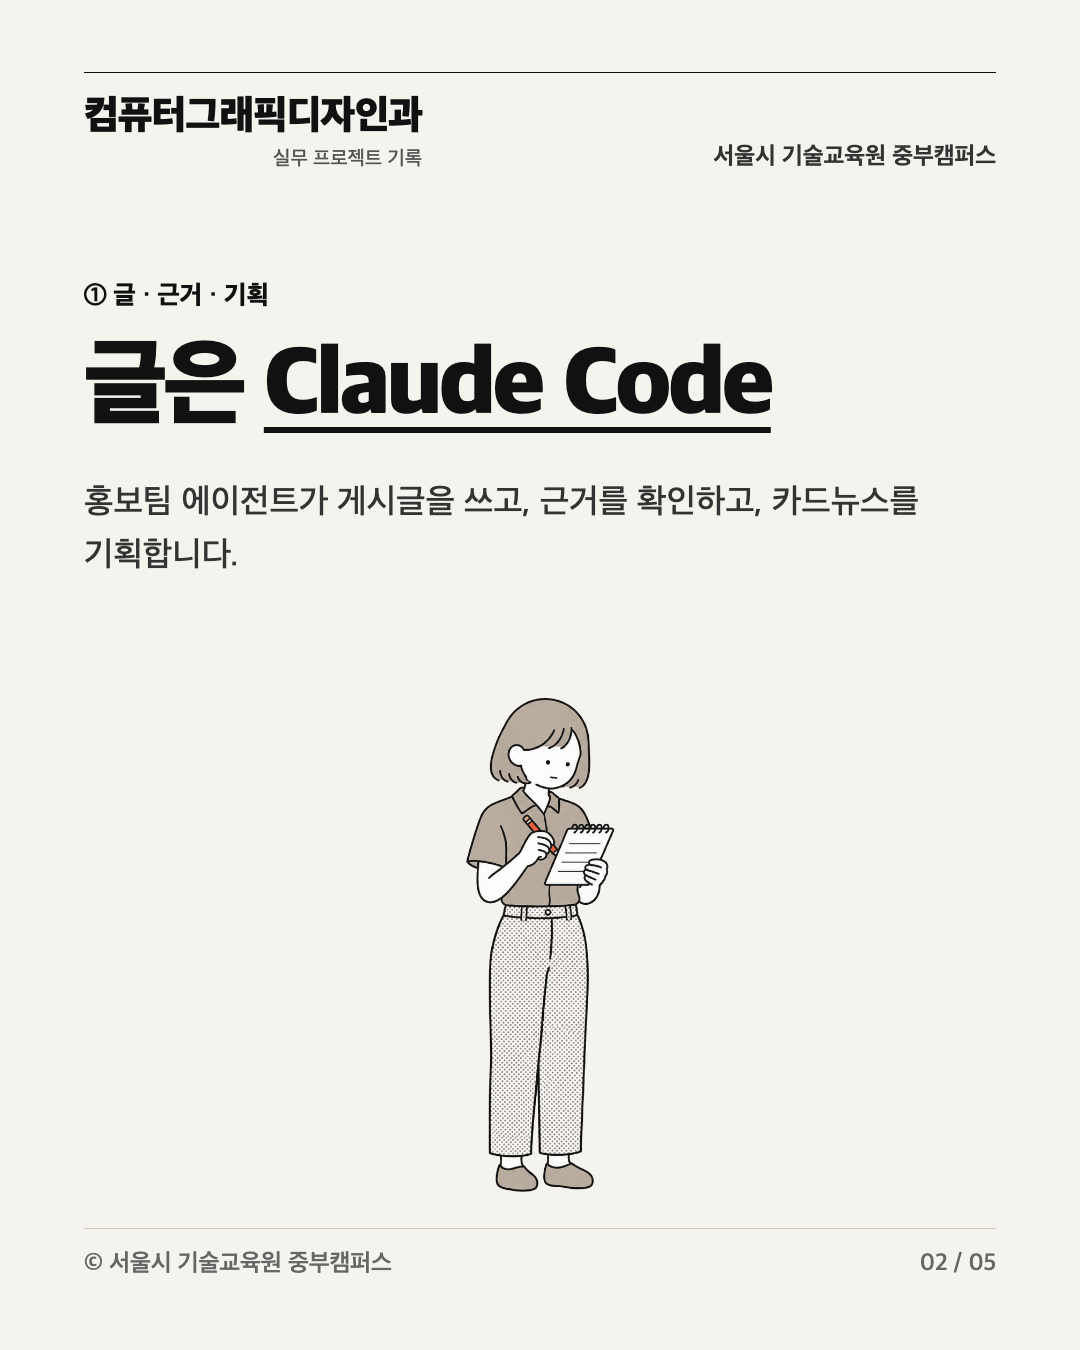 컴퓨터그래픽디자인과
실무 프로젝트 기록
서울시 기술교육원 중부캠퍼스
① 글 · 근거 · 기획
글은 Claude Code
홍보팀 에이전트가 게시글을 쓰고, 근거를 확인하고, 카드뉴스를
기획합니다.
© 서울시 기술교육원 중부캠퍼스
02 / 05